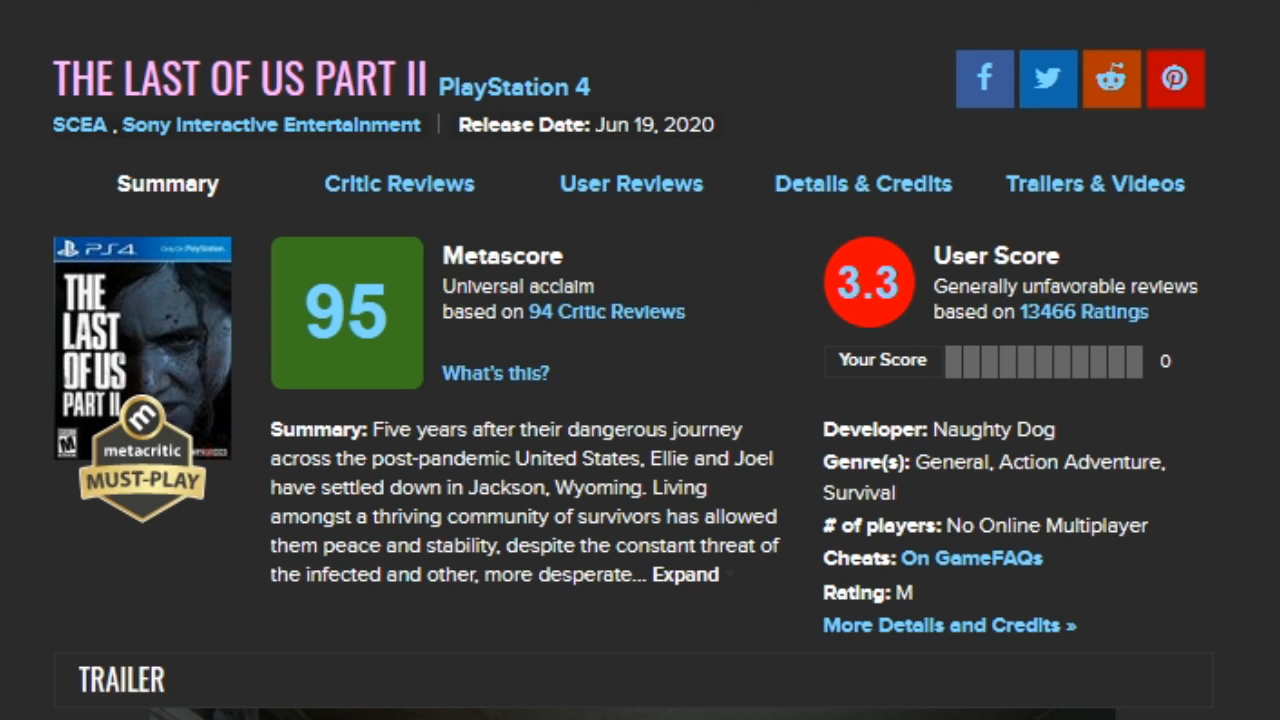 THE LAST OF US PART II PlayStation 4
SCEA , Sony Interactive Entertainment | Release Date: Jun 19, 2020
Summary Critic Reviews User Reviews Details & Credits Trailers & Videos
PS4
Only On PlayStation.
THE
LAST
OF US
PART II
M
m
metacritic
MUST-PLAY
95
Metascore
Universal acclaim
based on 94 Critic Reviews
What's this?
3.3
User Score
Generally unfavorable reviews
based on 13466 Ratings
Your Score 0
Summary: Five years after their dangerous journey
across the post-pandemic United States, Ellie and Joel
have settled down in Jackson, Wyoming. Living
amongst a thriving community of survivors has allowed
them peace and stability, despite the constant threat of
the infected and other, more desperate... Expand
Developer: Naughty Dog
Genre(s): General, Action Adventure,
Survival
# of players: No Online Multiplayer
Cheats: On GameFAQs
Rating: M
More Details and Credits »
TRAILER